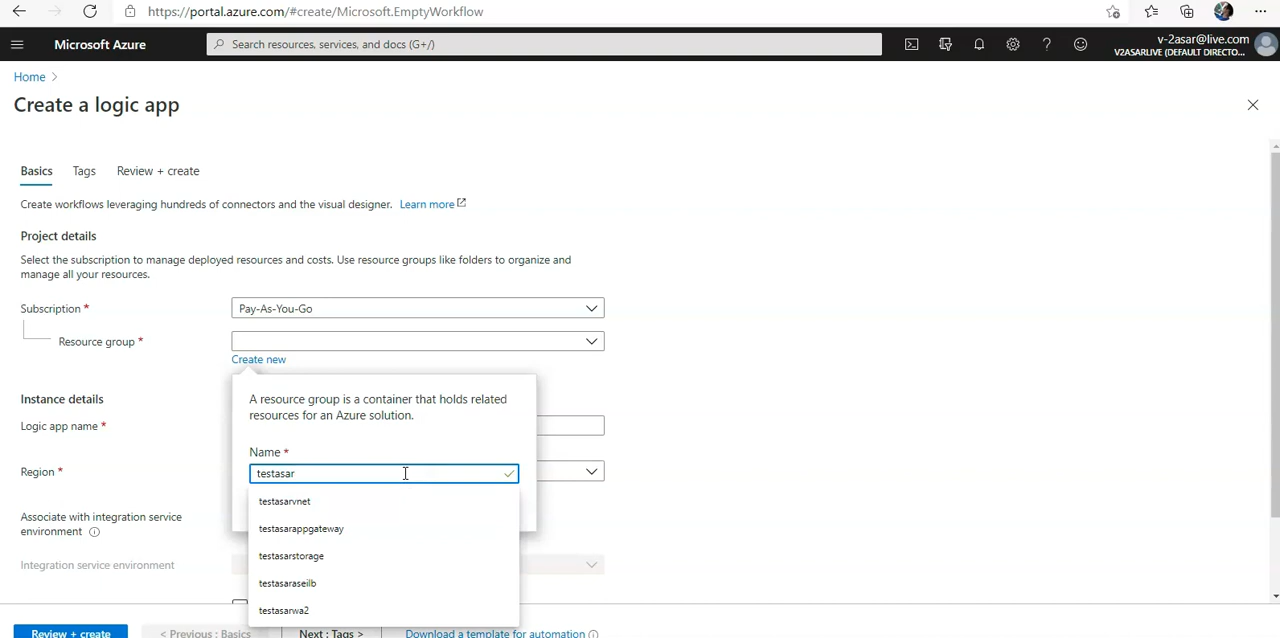 https://portal.azure.com/#create/Microsoft.EmptyWorkflow
Microsoft Azure
Search resources, services, and docs (G+/)
v-2asar@live.com
V2ASARLIVE (DEFAULT DIRECTO...
Home >
Create a logic app
Basics Tags Review + create
Create workflows leveraging hundreds of connectors and the visual designer. Learn more
Project details
Select the subscription to manage deployed resources and costs. Use resource groups like folders to organize and
manage all your resources.
Subscription *
Pay-As-You-Go
Resource group *
Create new
A resource group is a container that holds related
resources for an Azure solution.
Instance details
Logic app name *
Name *
Region *
testasar
testasarvnet
Associate with integration service
environment
testasarappgateway
testasarstorage
Integration service environment
testasaraseilb
testasarwa2
Review + create
< Previous : Basics
Next : Tags >
Download a template for automation